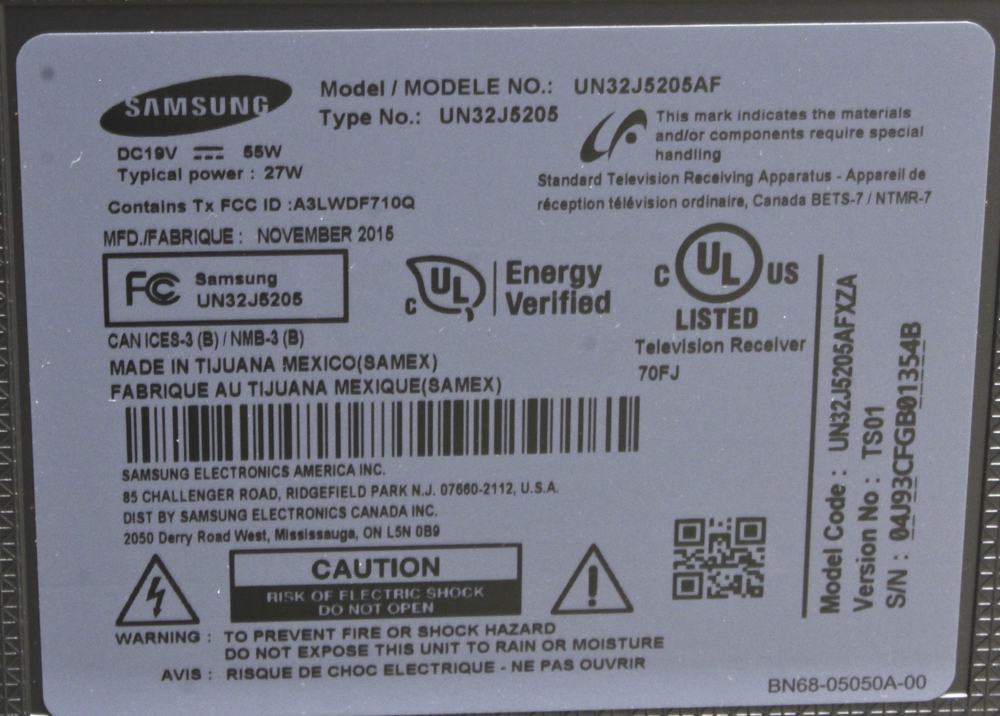 SAMSUNG
Model / MODELE NO.: UN32J5205AF
Type No.: UN32J5205
DC19V 55W
Typical power : 27W
Contains Tx FCC ID :A3LWDF710Q
This mark indicates the materials
and/or components require special
handling
Standard Television Receiving Apparatus - Appareil de
réception télévision ordinaire, Canada BETS-7 / NTMR-7
MFD./FABRIQUE : NOVEMBER 2015
FC Samsung
UN32J5205
C UL Energy
Verified
C UL US
LISTED
Television Receiver
70FJ
CAN ICES-3 (B) / NMB-3 (B)
MADE IN TIJUANA MEXICO(SAMEX)
FABRIQUE AU TIJUANA MEXIQUE(SAMEX)
SAMSUNG ELECTRONICS AMERICA INC.
85 CHALLENGER ROAD, RIDGEFIELD PARK N.J. 07660-2112, U.S.A.
DIST BY SAMSUNG ELECTRONICS CANADA INC.
2050 Derry Road West, Mississauga, ON L5N 0B9
CAUTION
RISK OF ELECTRIC SHOCK
DO NOT OPEN
WARNING : TO PREVENT FIRE OR SHOCK HAZARD
DO NOT EXPOSE THIS UNIT TO RAIN OR MOISTURE
AVIS : RISQUE DE CHOC ELECTRIQUE - NE PAS OUVRIR
Model Code : UN32J5205AFXZA
Version No : TS01
S/N : 04U93CFGB01354B
BN68-05050A-00